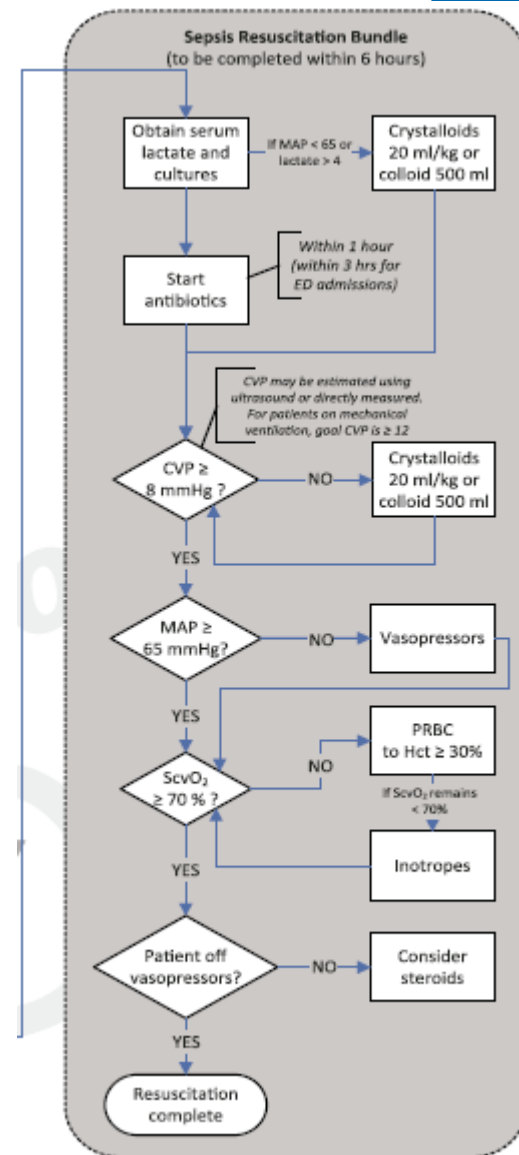 Sepsis Resuscitation Bundle
(to be completed within 6 hours)
Obtain serum
lactate and
cultures
If MAP < 65 or
lactate > 4
Crystalloids
20 ml/kg or
colloid 500 ml
Start
antibiotics
Within 1 hour
(within 3 hrs for
ED admissions)
CVP may be estimated using
ultrasound or directly measured.
For patients on mechanical
ventilation, goal CVP is ≥ 12
CVP ≥
8 mmHg ?
NO
Crystalloids
20 ml/kg or
colloid 500 ml
YES
MAP ≥
65 mmHg?
NO
Vasopressors
YES
ScvO₂
≥ 70 % ?
NO
PRBC
to Hct ≥ 30%
If ScvO₂ remains
< 70%
Inotropes
YES
Patient off
vasopressors?
NO
Consider
steroids
YES
Resuscitation
complete